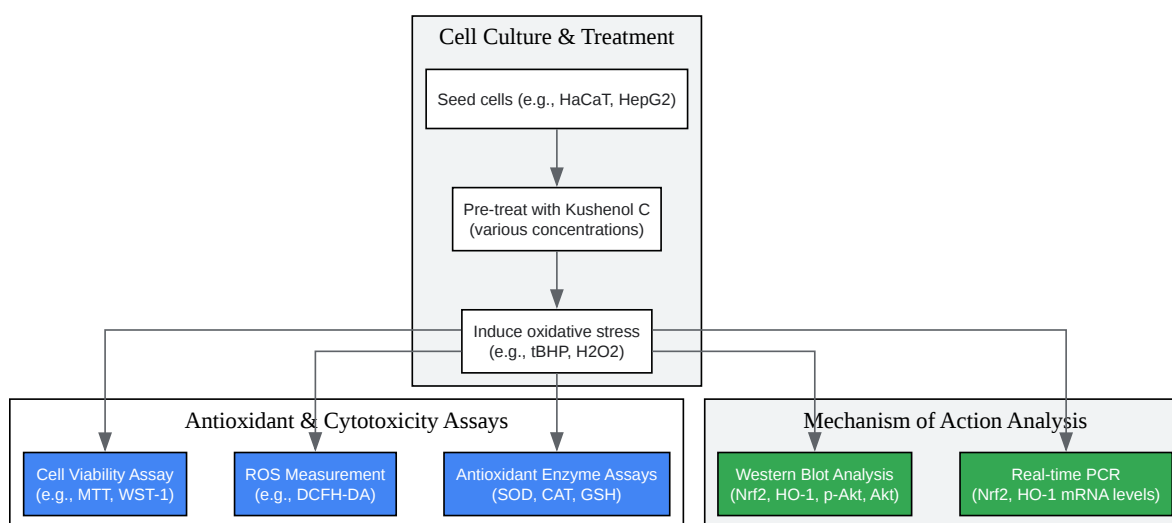 Cell Culture & Treatment
Seed cells (e.g., HaCaT, HepG2)
Pre-treat with Kushenol C
(various concentrations)
Induce oxidative stress
(e.g., tBHP, H2O2)
Antioxidant & Cytotoxicity Assays
Cell Viability Assay
(e.g., MTT, WST-1)
ROS Measurement
(e.g., DCFH-DA)
Antioxidant Enzyme Assays
(SOD, CAT, GSH)
Mechanism of Action Analysis
Western Blot Analysis
(Nrf2, HO-1, p-Akt, Akt)
Real-time PCR
(Nrf2, HO-1 mRNA levels)